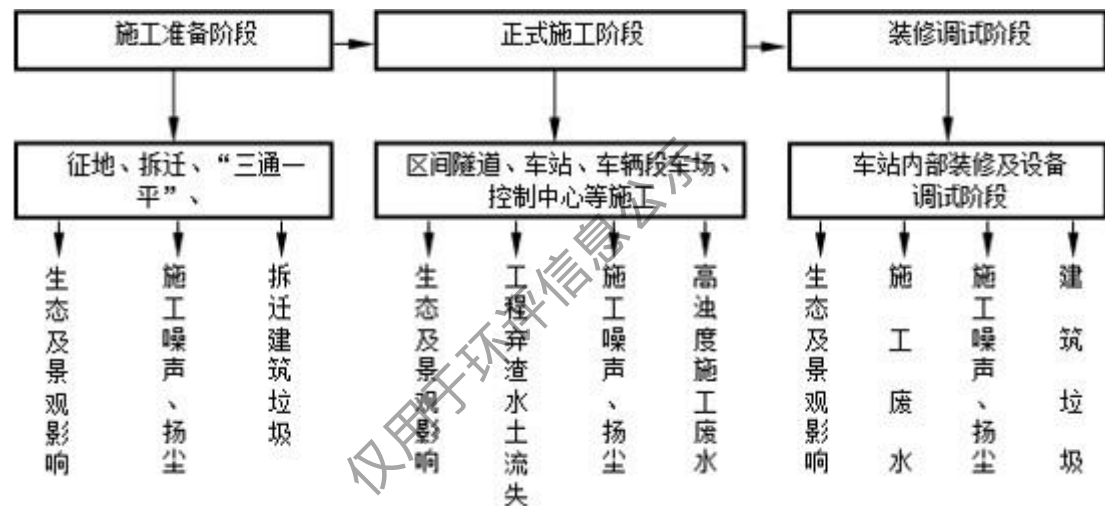 施工准备阶段
正式施工阶段
装修调试阶段
征地、拆迁、“三通一
平”、
区间隧道、车站、车辆段车场、
控制中心等施工
车站内部装修及设备
调试阶段
生态及景观影响
施工噪声、扬尘
拆迁建筑垃圾
生态及景观影响
工程弃渣水土流失
施工噪声、扬尘
高浊度施工废水
生态及景观影响
施工废水
施工噪声、扬尘
建筑垃圾
仅用于环评信息公示